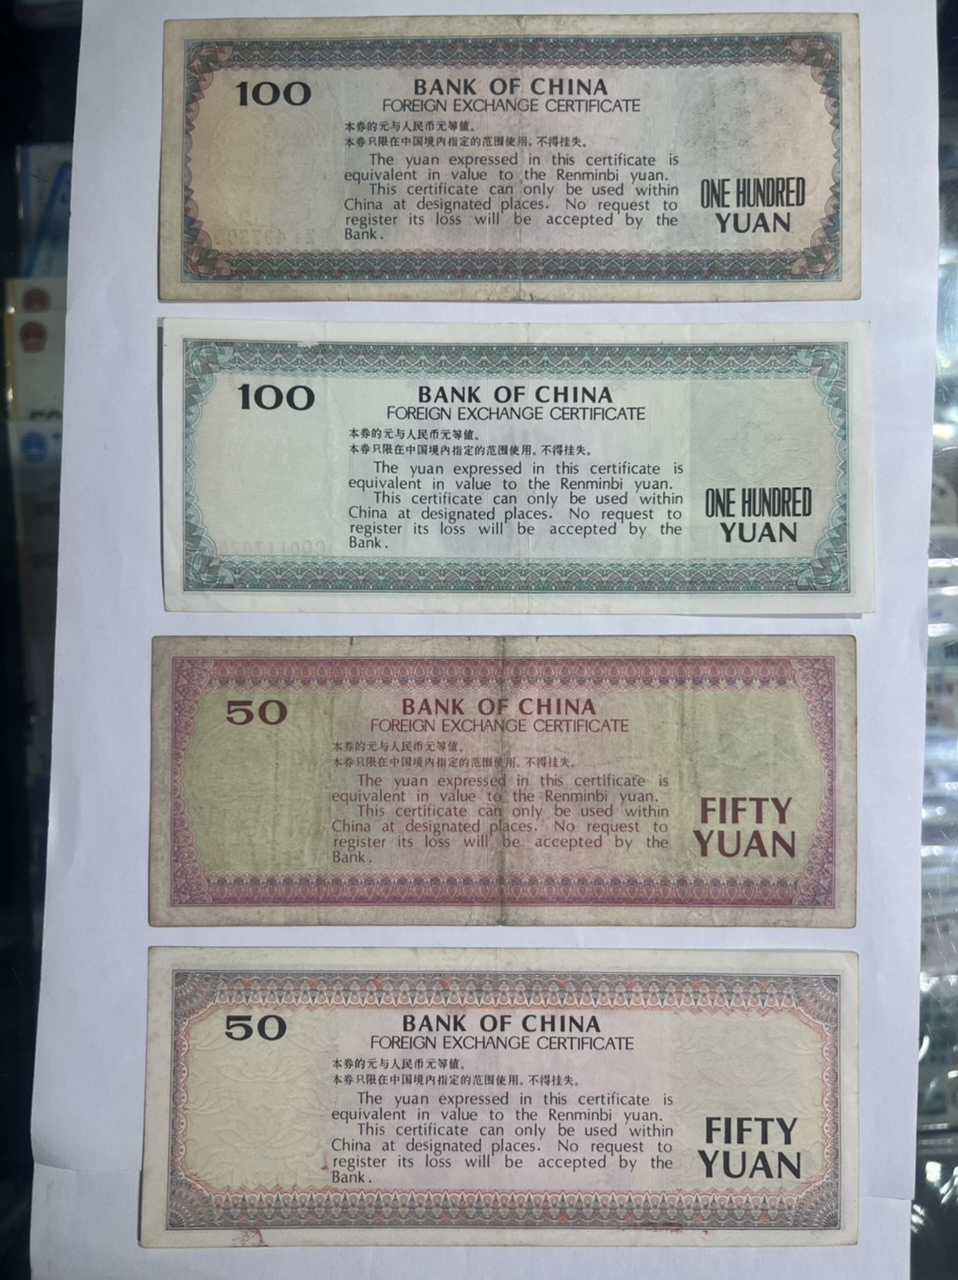 100
BANK OF CHINA
FOREIGN EXCHANGE CERTIFICATE
本券的元与人民币元等值。
本券只限在中国境内指定的范围使用。不得挂失。
The yuan expressed in this certificate is
equivalent in value to the Renminbi yuan.
This certificate can only be used within
China at designated places. No request to
register its loss will be accepted by the
Bank.
ONE HUNDRED
YUAN
100
BANK OF CHINA
FOREIGN EXCHANGE CERTIFICATE
本券的元与人民币元等值。
本券只限在中国境内指定的范围使用。不得挂失。
The yuan expressed in this certificate is
equivalent in value to the Renminbi yuan.
This certificate can only be used within
China at designated places. No request to
register its loss will be accepted by the
Bank.
ONE HUNDRED
YUAN
50
BANK OF CHINA
FOREIGN EXCHANGE CERTIFICATE
本券的元与人民币元等值。
本券只限在中国境内指定的范围使用。不得挂失。
The yuan expressed in this certificate is
equivalent in value to the Renminbi yuan.
This certificate can only be used within
China at designated places. No request to
register its loss will be accepted by the
Bank.
FIFTY
YUAN
50
BANK OF CHINA
FOREIGN EXCHANGE CERTIFICATE
本券的元与人民币元等值。
本券只限在中国境内指定的范围使用。不得挂失。
The yuan expressed in this certificate is
equivalent in value to the Renminbi yuan.
This certificate can only be used within
China at designated places. No request to
register its loss will be accepted by the
Bank.
FIFTY
YUAN